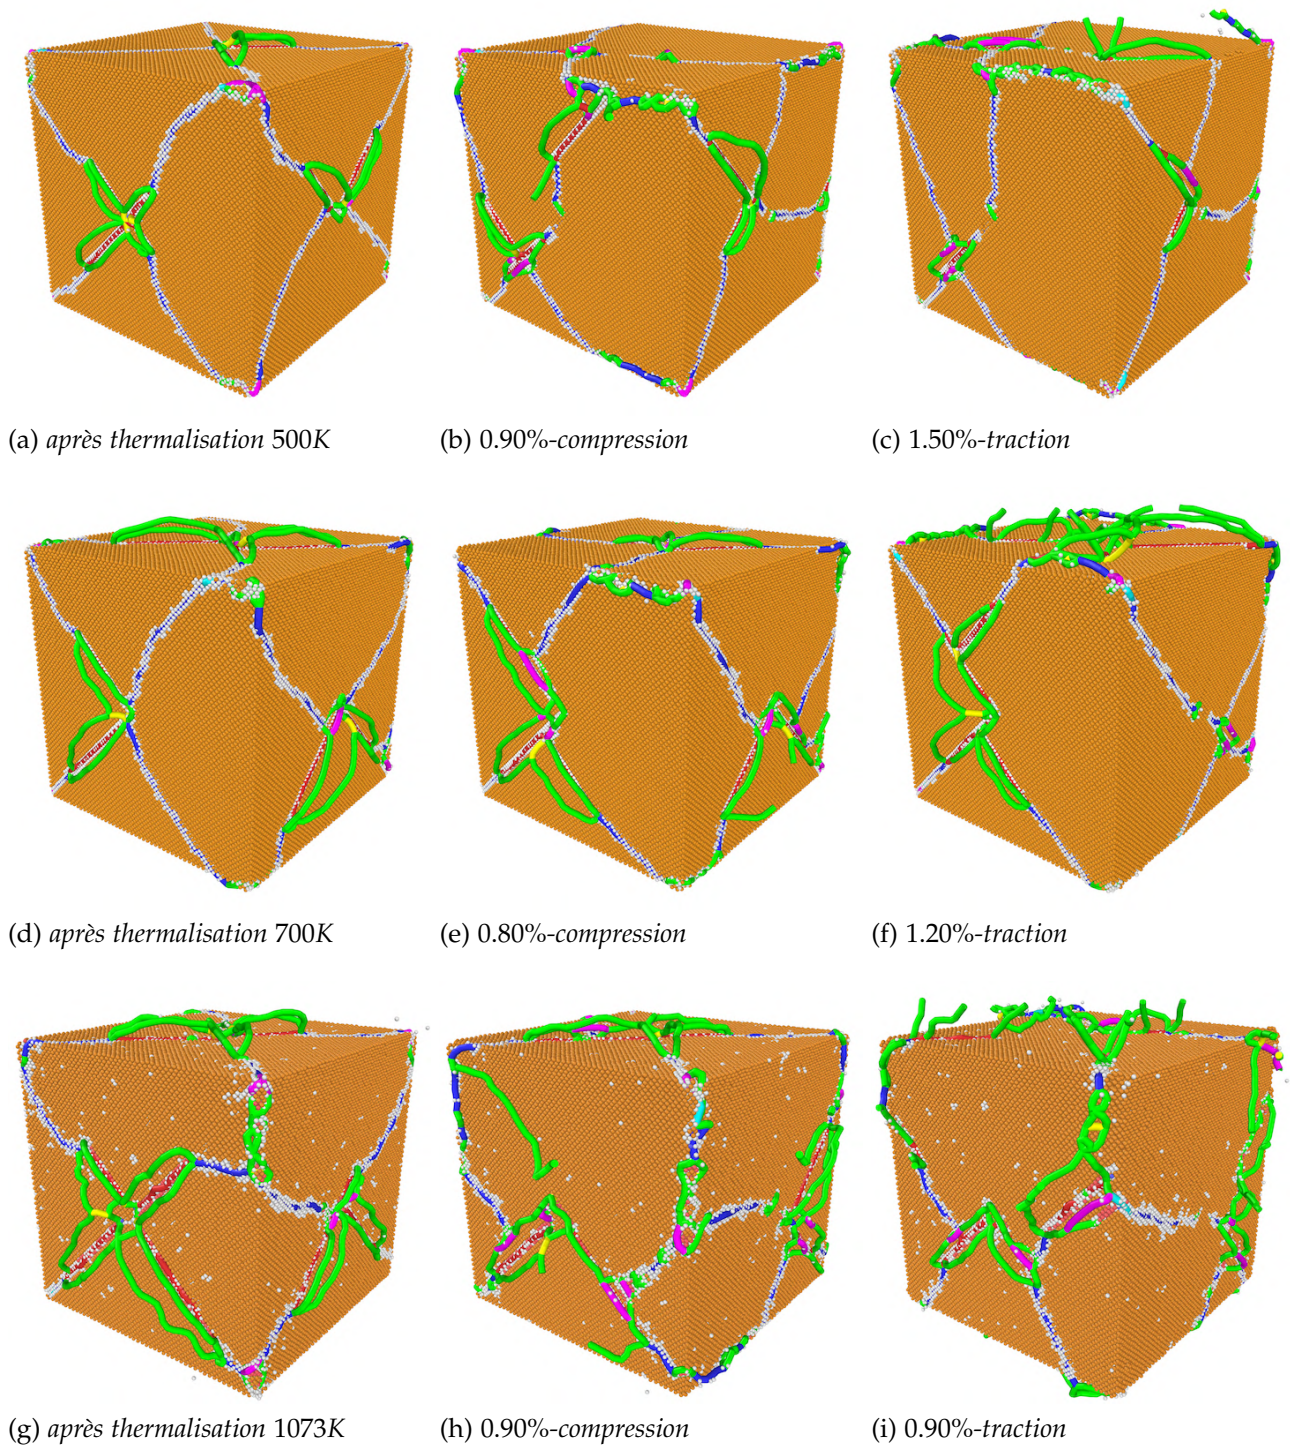 (a) après thermalisation 500K
(b) 0.90%-compression
(c) 1.50%-traction
(d) après thermalisation 700K
(e) 0.80%-compression
(f) 1.20%-traction
(g) après thermalisation 1073K
(h) 0.90%-compression
(i) 0.90%-traction